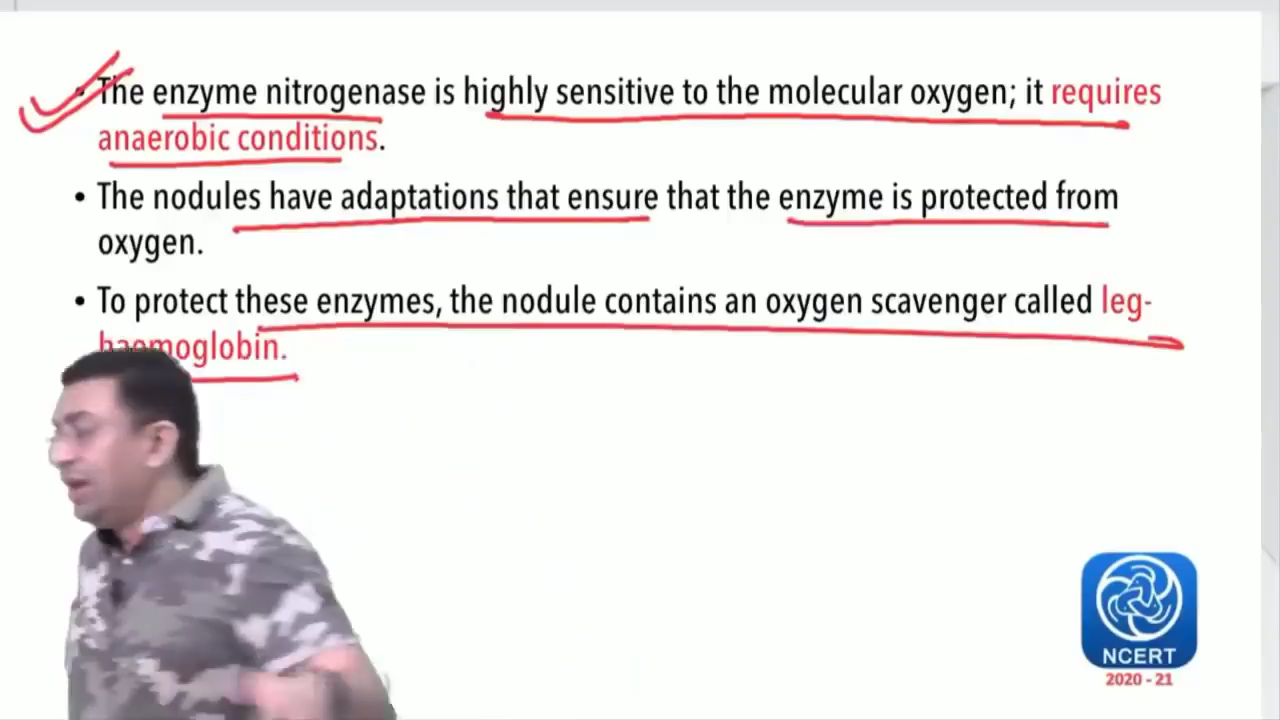 • The enzyme nitrogenase is highly sensitive to the molecular oxygen; it requires
anaerobic conditions.
• The nodules have adaptations that ensure that the enzyme is protected from
oxygen.
• To protect these enzymes, the nodule contains an oxygen scavenger called leg-
haemoglobin.
NCERT
2020 - 21